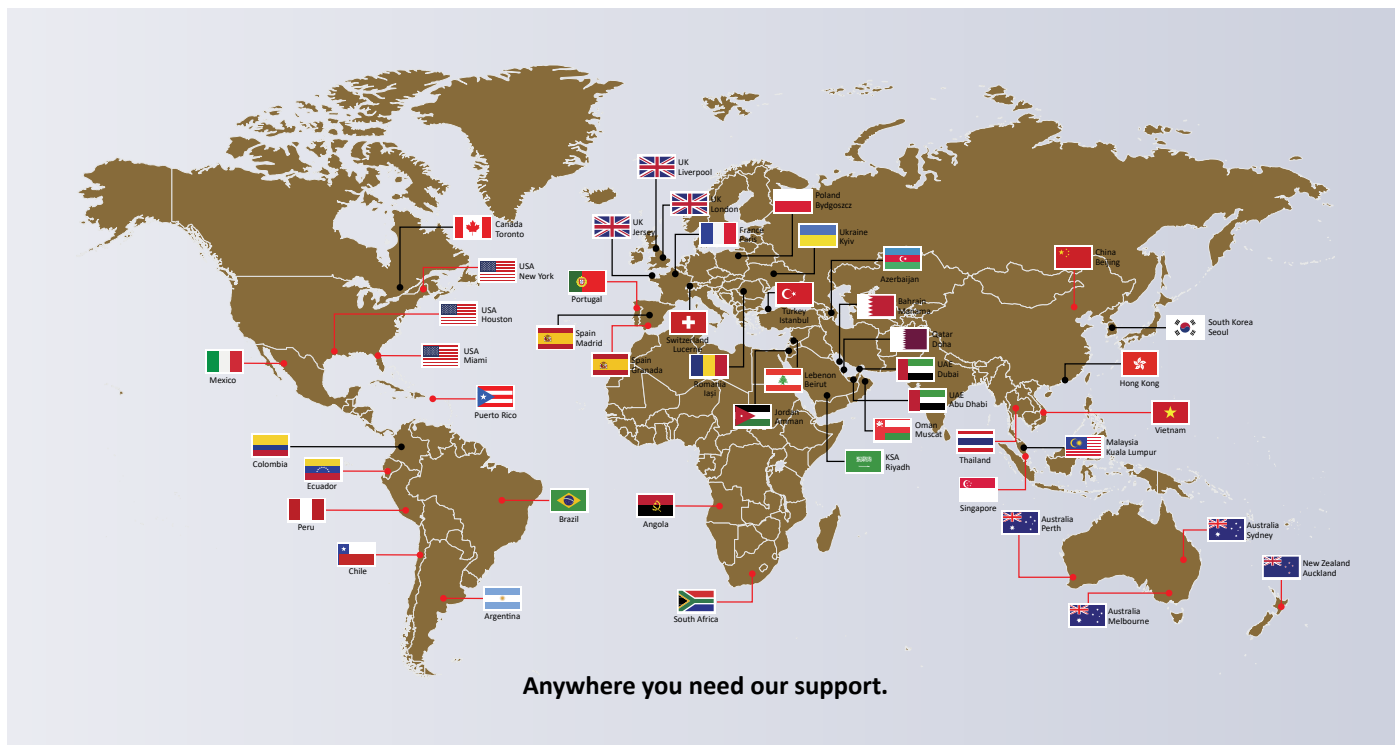 UK
Liverpool
UK
London
Poland
Bydgoszcz
Canada
Toronto
UK
Jersey
France
Paris
Ukraine
Kyiv
China
Beijing
USA
New York
Portugal
Azerbaijan
USA
Houston
Spain
Madrid
Switzerland
Lucerne
Turkey
Istanbul
Bahrain
Manama
South Korea
Seoul
Mexico
USA
Miami
Spain
Granada
Romania
Iași
Lebenon
Beirut
Qatar
Doha
UAE
Dubai
Hong Kong
Puerto Rico
Jordan
Amman
UAE
Abu Dhabi
Oman
Muscat
Vietnam
Colombia
KSA
Riyadh
Thailand
Malaysia
Kuala Lumpur
Ecuador
Singapore
Peru
Brazil
Angola
Australia
Perth
Australia
Sydney
Chile
New Zealand
Auckland
Argentina
South Africa
Australia
Melbourne
Anywhere you need our support.